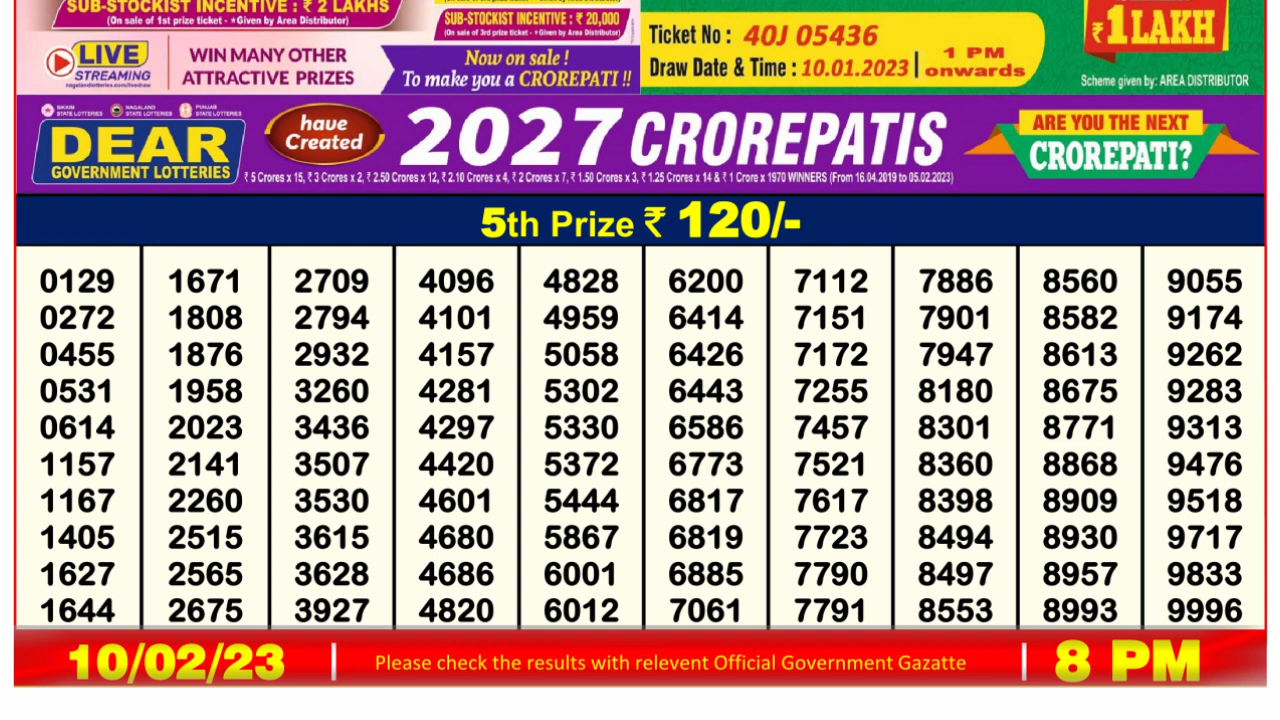 SUB-STOCKIST INCENTIVE : ₹ 2 LAKHS
(On sale of 1st prize ticket - *Given by Area Distributor)
SUB-STOCKIST INCENTIVE : ₹ 20,000
(On sale of 3rd prize ticket - *Given by Area Distributor)
LIVE
STREAMING
nagalandlotteries.com/livedraw
WIN MANY OTHER
ATTRACTIVE PRIZES
Now on sale !
To make you a CROREPATI !!
Ticket No : 40J 05436
Draw Date & Time : 10.01.2023 | 1 PM onwards
₹ 1 LAKH
Scheme given by: AREA DISTRIBUTOR
SIKKIM STATE LOTTERIES NAGALAND STATE LOTTERIES PUNJAB STATE LOTTERIES
DEAR
GOVERNMENT LOTTERIES
have
Created
2027 CROREPATIS
₹ 5 Crores x 15, ₹ 3 Crores x 2, ₹ 2.50 Crores x 12, ₹ 2.10 Crores x 4, ₹ 2 Crores x 7, ₹ 1.50 Crores x 3, ₹ 1.25 Crores x 14 & ₹ 1 Crore x 1970 WINNERS (From 16.04.2019 to 05.02.2023)
ARE YOU THE NEXT
CROREPATI?
5th Prize ₹ 120/-
0129 1671 2709 4096 4828 6200 7112 7886 8560 9055
0272 1808 2794 4101 4959 6414 7151 7901 8582 9174
0455 1876 2932 4157 5058 6426 7172 7947 8613 9262
0531 1958 3260 4281 5302 6443 7255 8180 8675 9283
0614 2023 3436 4297 5330 6586 7457 8301 8771 9313
1157 2141 3507 4420 5372 6773 7521 8360 8868 9476
1167 2260 3530 4601 5444 6817 7617 8398 8909 9518
1405 2515 3615 4680 5867 6819 7723 8494 8930 9717
1627 2565 3628 4686 6001 6885 7790 8497 8957 9833
1644 2675 3927 4820 6012 7061 7791 8553 8993 9996
10/02/23 | Please check the results with relevent Official Government Gazatte | 8 PM